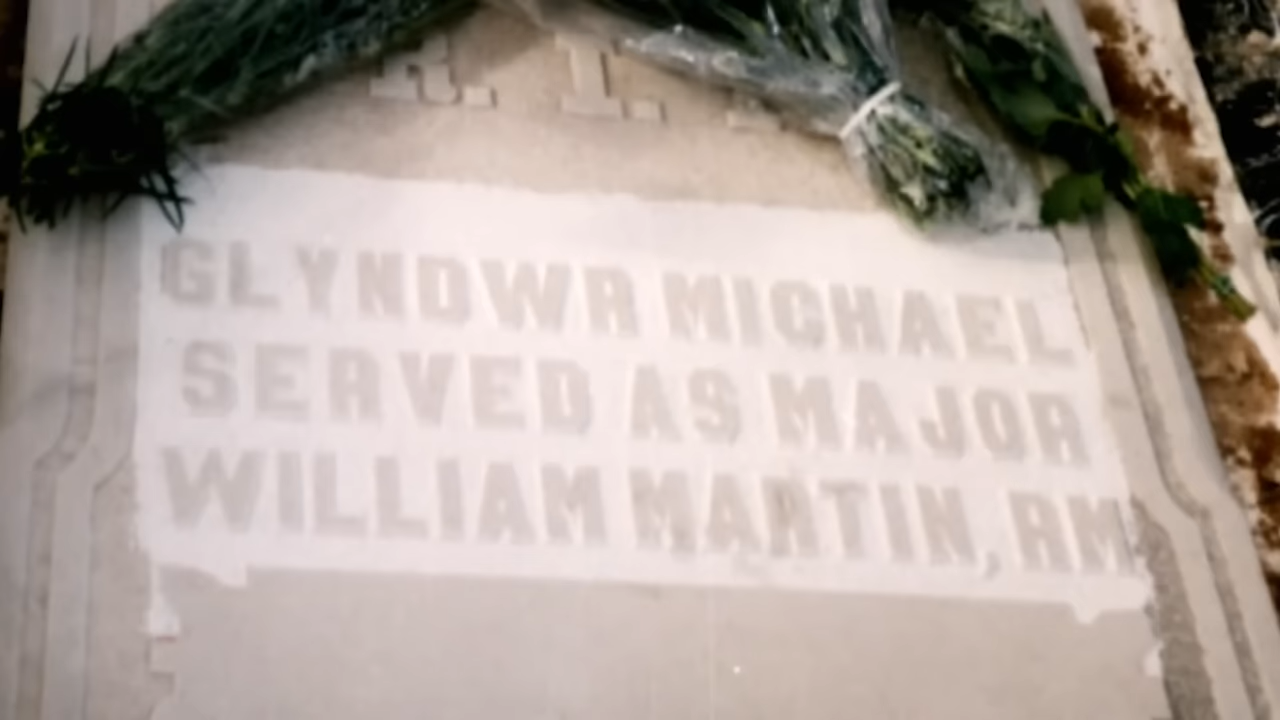 R.I.
GLYNDWR MICHAEL
SERVED AS MAJOR
WILLIAM MARTIN, RM